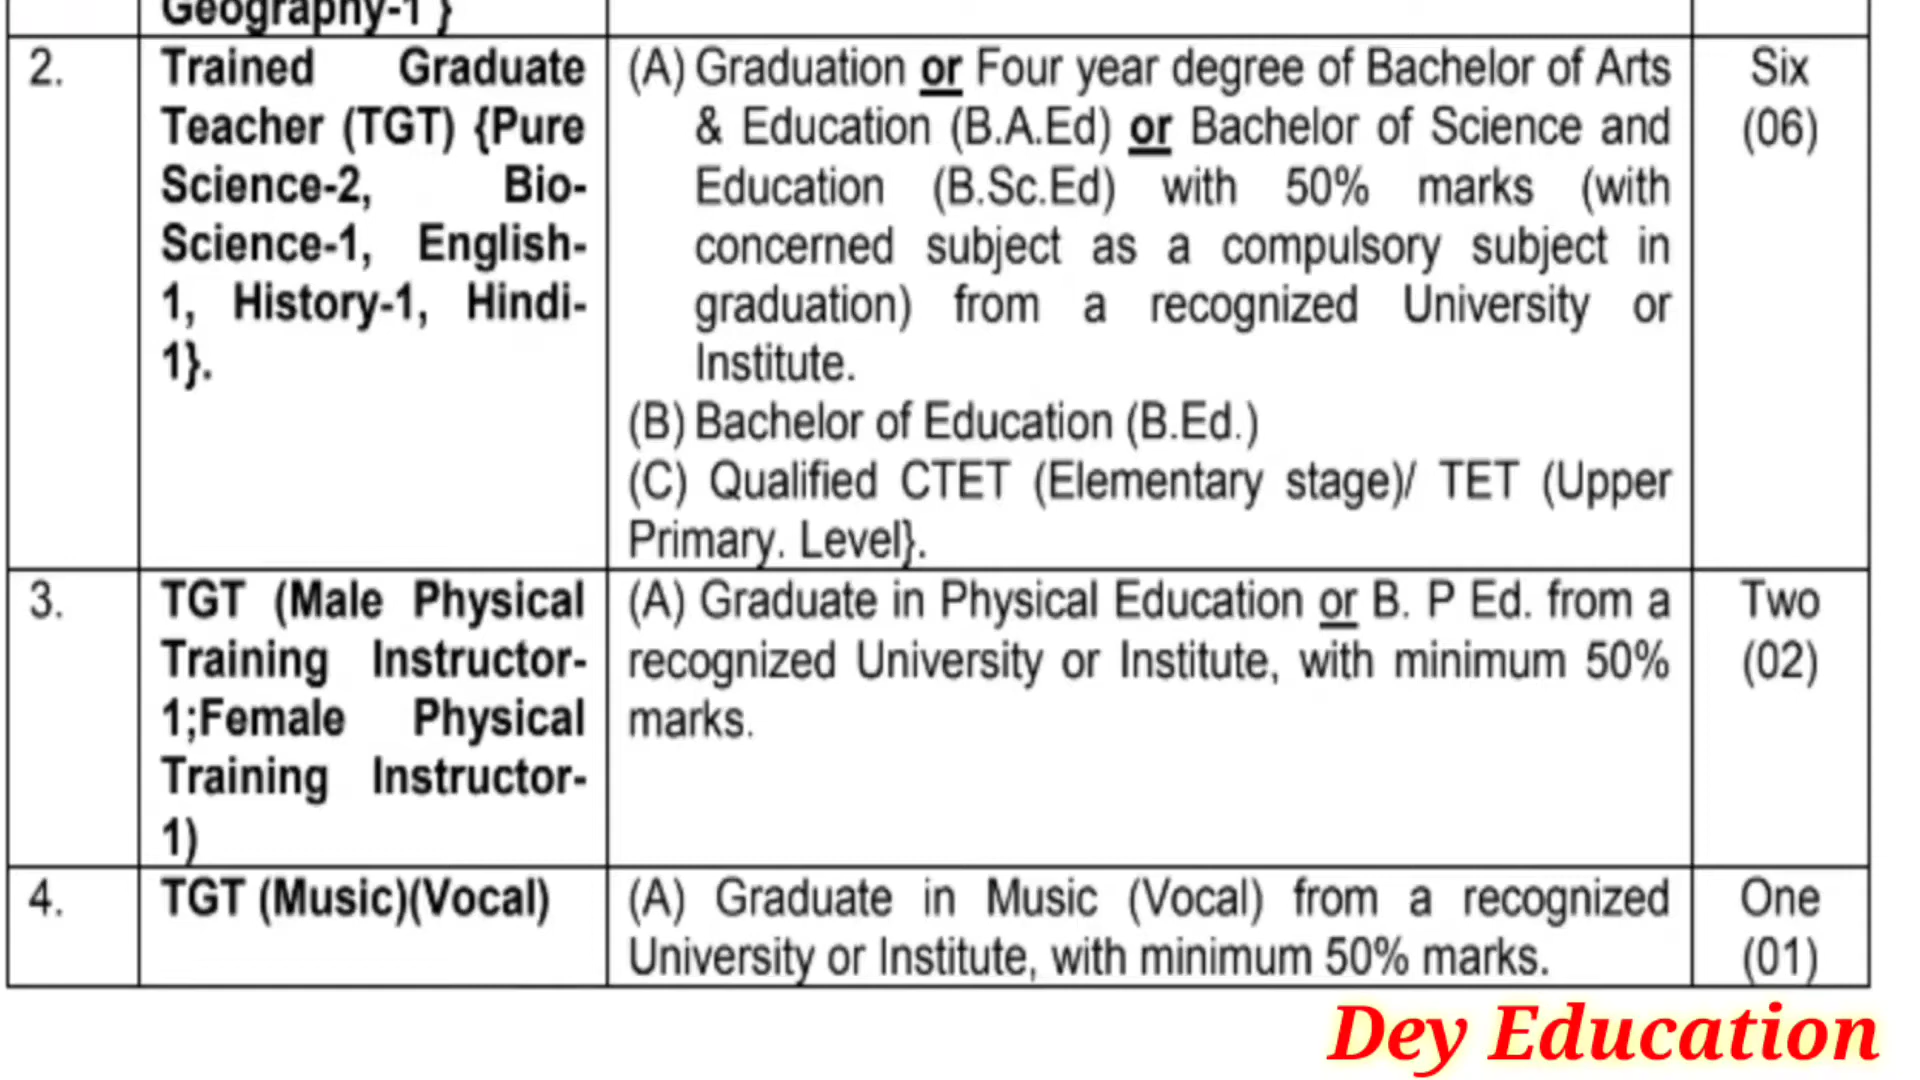 Geography-1 }
2.
Trained Graduate
Teacher (TGT) {Pure
Science-2, Bio-
Science-1, English-
1, History-1, Hindi-
1}.
(A) Graduation or Four year degree of Bachelor of Arts
& Education (B.A.Ed) or Bachelor of Science and
Education (B.Sc.Ed) with 50% marks (with
concerned subject as a compulsory subject in
graduation) from a recognized University or
Institute.
(B) Bachelor of Education (B.Ed.)
(C) Qualified CTET (Elementary stage)/ TET (Upper
Primary. Level}.
Six
(06)
3.
TGT (Male Physical
Training Instructor-
1;Female Physical
Training Instructor-
1)
(A) Graduate in Physical Education or B. P Ed. from a
recognized University or Institute, with minimum 50%
marks.
Two
(02)
4.
TGT (Music)(Vocal)
(A) Graduate in Music (Vocal) from a recognized
University or Institute, with minimum 50% marks.
One
(01)
Dey Education